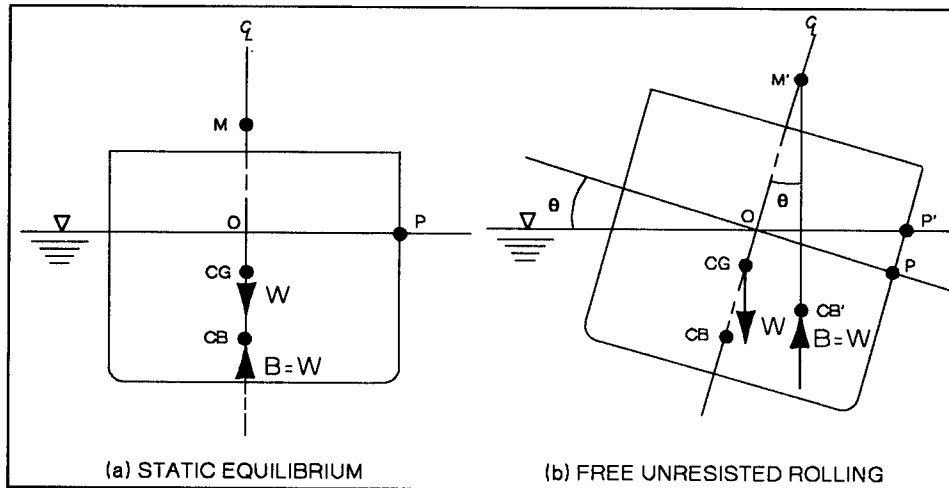 ℄
M
O
P
CG
W
CB
B=W
(a) STATIC EQUILIBRIUM
℄
M'
θ
θ
O
P'
CG
P
W
CB'
CB
B=W
(b) FREE UNRESISTED ROLLING